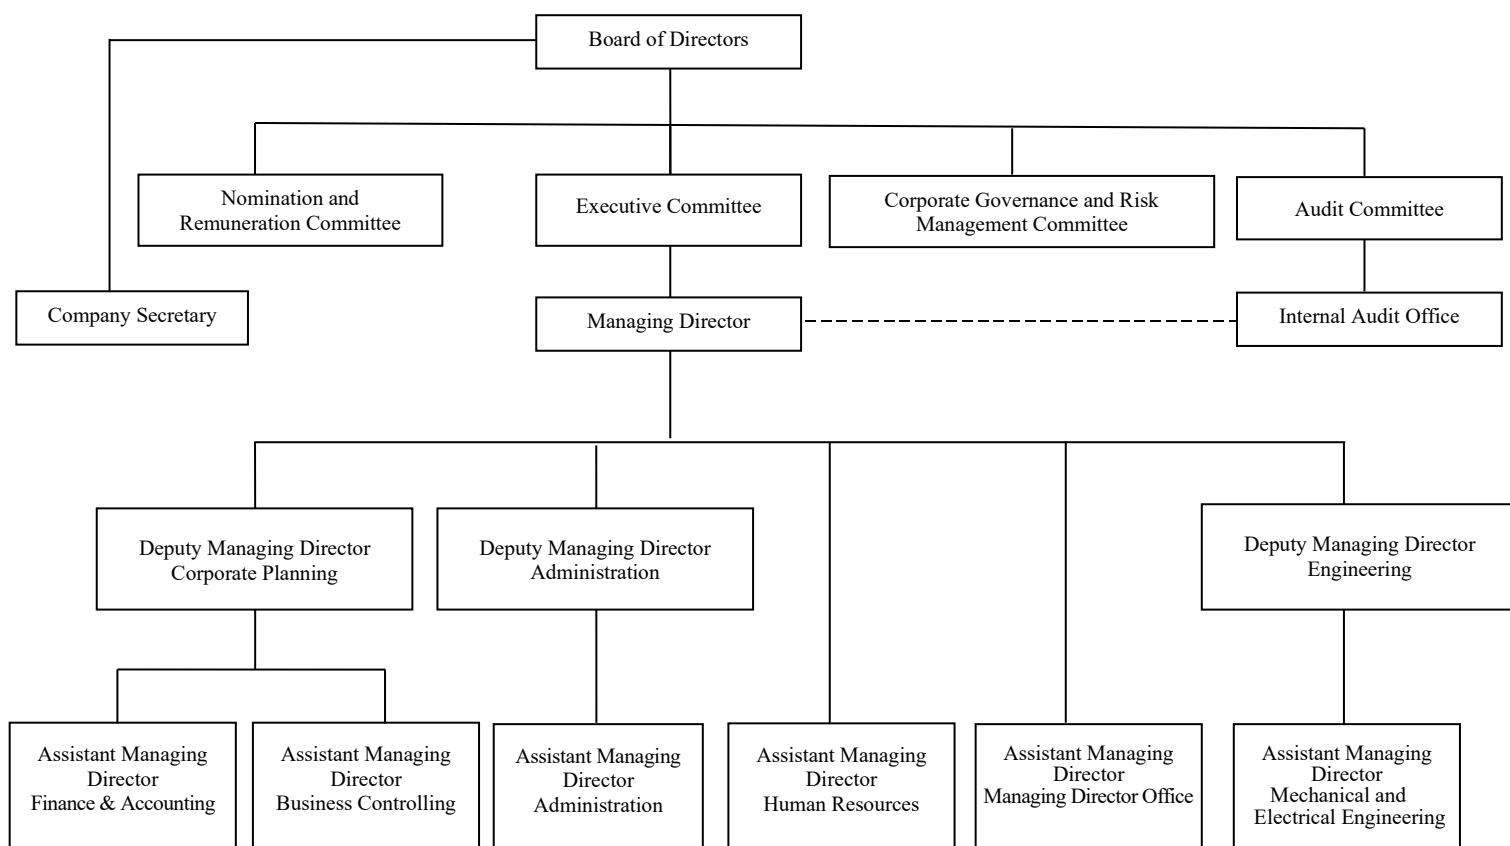 Board of Directors
Nomination and
Remuneration Committee
Executive Committee
Corporate Governance and Risk
Management Committee
Audit Committee
Company Secretary
Managing Director
Internal Audit Office
Deputy Managing Director
Corporate Planning
Deputy Managing Director
Administration
Deputy Managing Director
Engineering
Assistant Managing
Director
Finance & Accounting
Assistant Managing
Director
Business Controlling
Assistant Managing
Director
Administration
Assistant Managing
Director
Human Resources
Assistant Managing
Director
Managing Director Office
Assistant Managing
Director
Mechanical and
Electrical Engineering